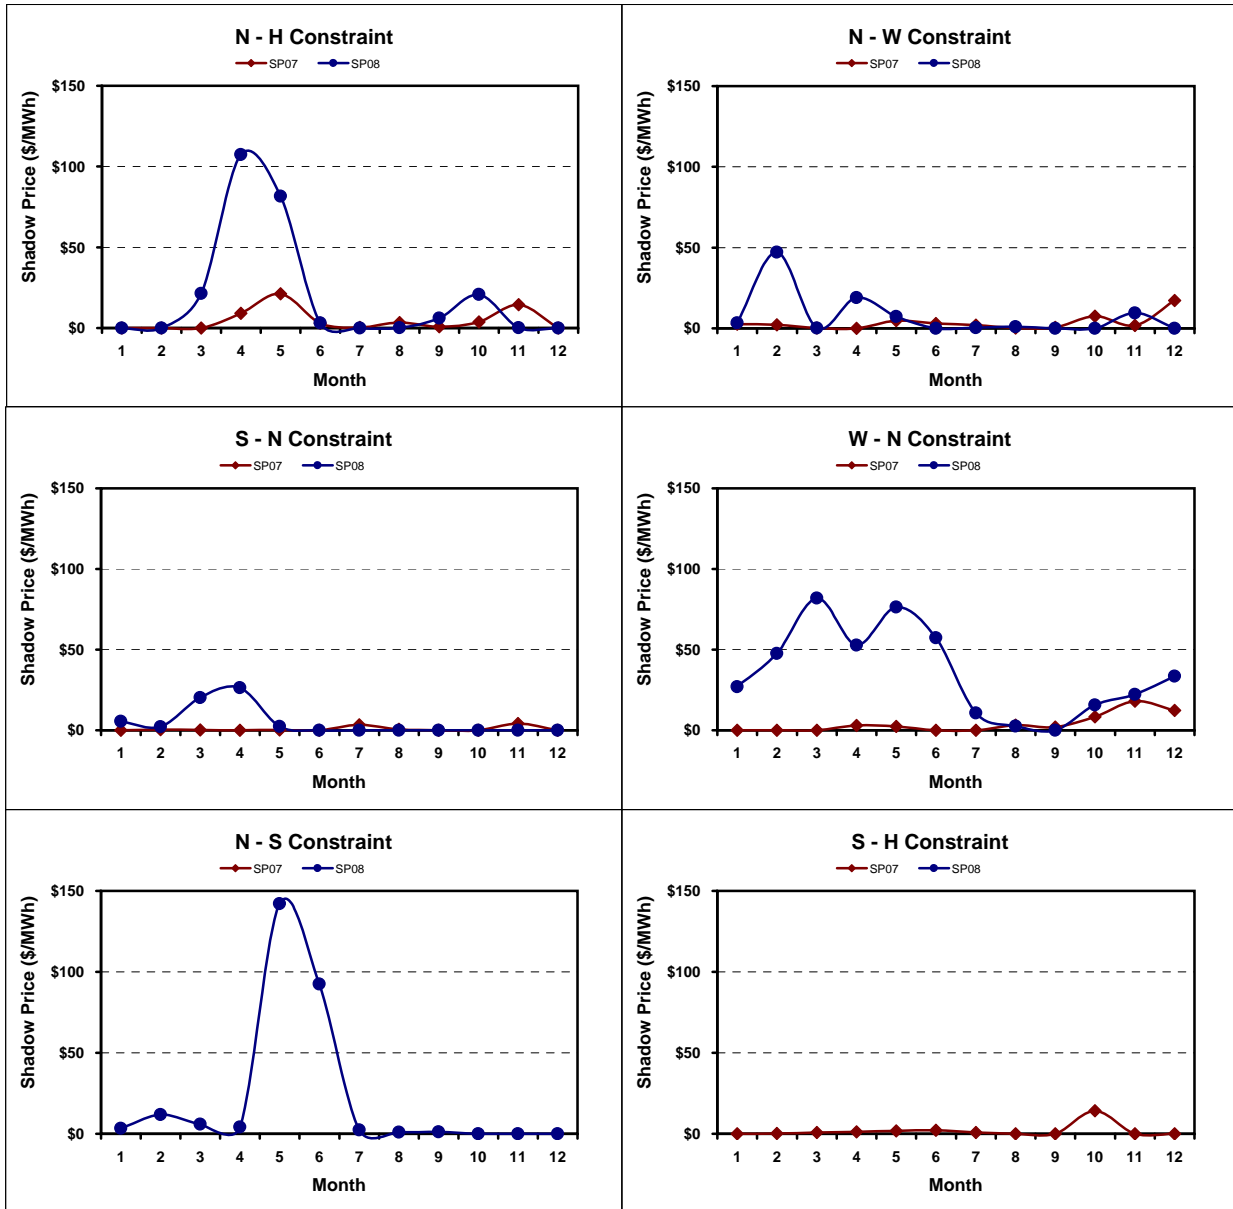 N - H Constraint
SP07 SP08
Shadow Price ($/MWh)
$150
$100
$50
$0
1 2 3 4 5 6 7 8 9 10 11 12
Month
N - W Constraint
SP07 SP08
Shadow Price ($/MWh)
$150
$100
$50
$0
1 2 3 4 5 6 7 8 9 10 11 12
Month
S - N Constraint
SP07 SP08
Shadow Price ($/MWh)
$150
$100
$50
$0
1 2 3 4 5 6 7 8 9 10 11 12
Month
W - N Constraint
SP07 SP08
Shadow Price ($/MWh)
$150
$100
$50
$0
1 2 3 4 5 6 7 8 9 10 11 12
Month
N - S Constraint
SP07 SP08
Shadow Price ($/MWh)
$150
$100
$50
$0
1 2 3 4 5 6 7 8 9 10 11 12
Month
S - H Constraint
SP07 SP08
Shadow Price ($/MWh)
$150
$100
$50
$0
1 2 3 4 5 6 7 8 9 10 11 12
Month